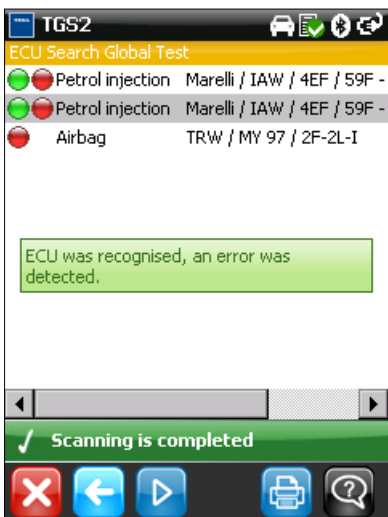 TGS2
ECU Search Global Test
Petrol injection Marelli / IAW / 4EF / 59F -
Petrol injection Marelli / IAW / 4EF / 59F -
Airbag TRW / MY 97 / 2F-2L-I
ECU was recognised, an error was
detected.
Scanning is completed